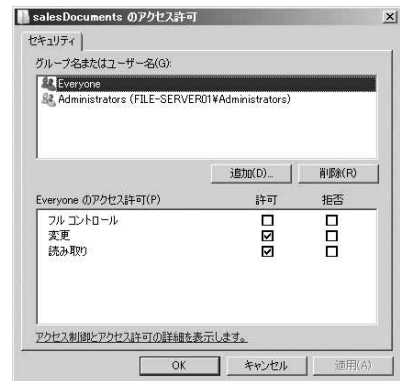 salesDocuments のアクセス許可
セキュリティ
グループ名またはユーザー名(G):
Everyone
Administrators (FILE-SERVER01¥Administrators)
追加(D)... 削除(R)
Everyone のアクセス許可(P) 許可 拒否
フル コントロール
変更
読み取り
アクセス制御とアクセス許可の詳細を表示します。
OK キャンセル 適用(A)